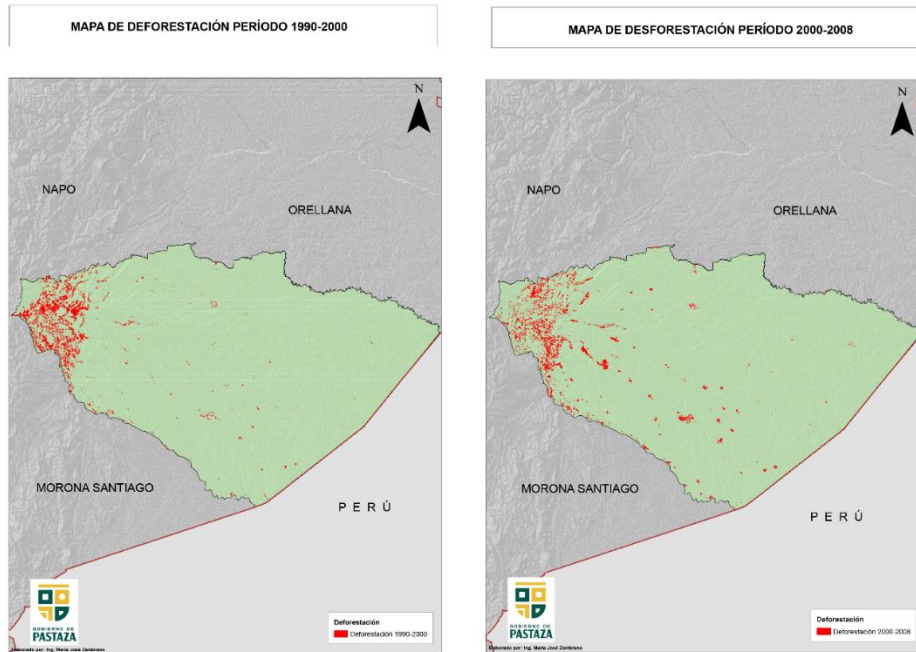 MAPA DE DEFORESTACIÓN PERÍODO 1990-2000
N
NAPO
ORELLANA
MORONA SANTIAGO
P E R Ú
GOBIERNO DE
PASTAZA
Elaborado por: Ing. María José Zambrano
Deforestación
Deforestación 1990-2000
MAPA DE DESFORESTACIÓN PERÍODO 2000-2008
N
NAPO
ORELLANA
MORONA SANTIAGO
P E R Ú
GOBIERNO DE
PASTAZA
Elaborado por: Ing. María José Zambrano
Deforestación
Deforestación 2000-2008